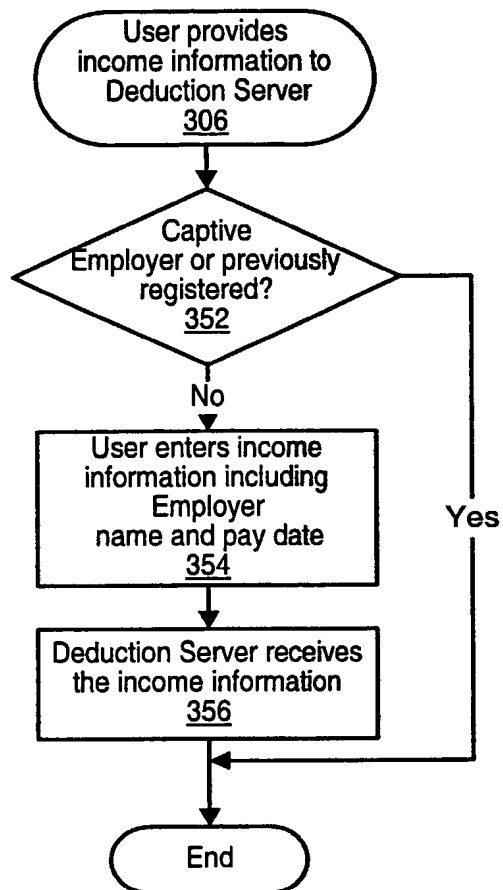 User provides
income information to
Deduction Server
306
Captive
Employer or previously
registered?
352
No
User enters income
information including
Employer
name and pay date
354
Yes
Deduction Server receives
the income information
356
End